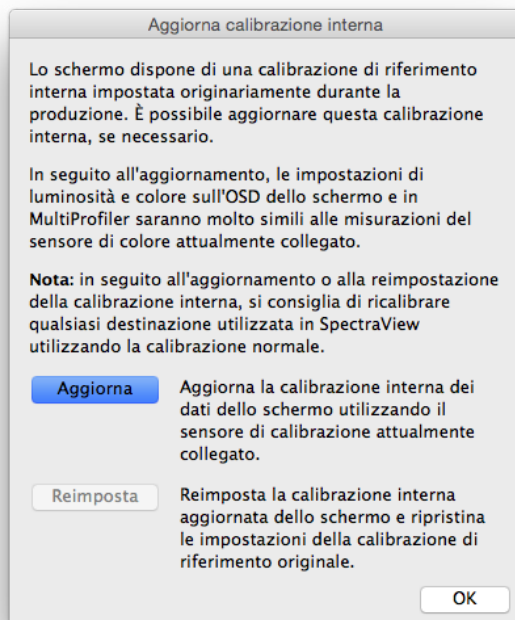 Aggiorna calibrazione interna
Lo schermo dispone di una calibrazione di riferimento
interna impostata originariamente durante la
produzione. È possibile aggiornare questa calibrazione
interna, se necessario.
In seguito all'aggiornamento, le impostazioni di
luminosità e colore sull'OSD dello schermo e in
MultiProfiler saranno molto simili alle misurazioni del
sensore di colore attualmente collegato.
Nota: in seguito all'aggiornamento o alla reimpostazione
della calibrazione interna, si consiglia di ricalibrare
qualsiasi destinazione utilizzata in SpectraView
utilizzando la calibrazione normale.
Aggiorna
Aggiorna la calibrazione interna dei
dati dello schermo utilizzando il
sensore di calibrazione attualmente
collegato.
Reimposta
Reimposta la calibrazione interna
aggiornata dello schermo e ripristina
le impostazioni della calibrazione di
riferimento originale.
OK